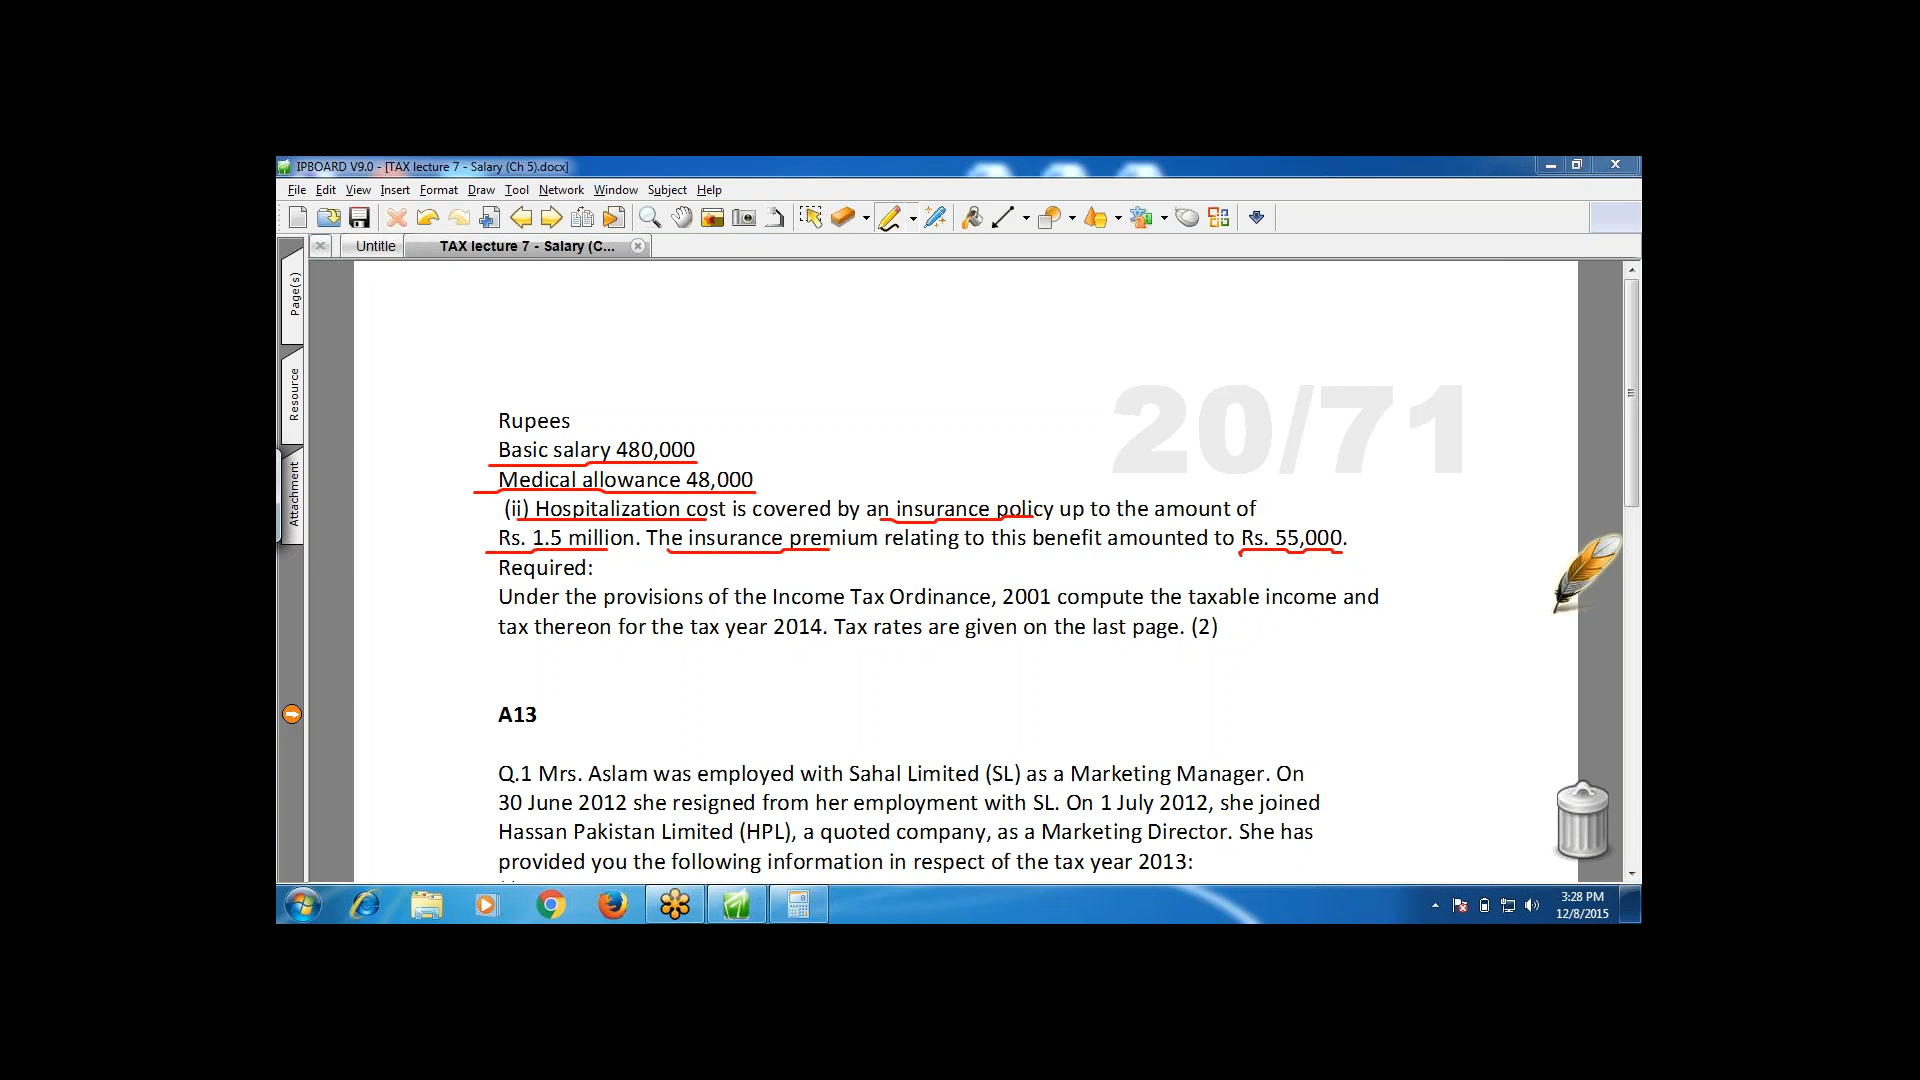 IPBOARD V9.0 - [TAX lecture 7 - Salary (Ch 5).docx]
File Edit View Insert Format Draw Tool Network Window Subject Help
Untitle TAX lecture 7 - Salary (C...
Page(s)
Resource
Attachment
20/71
Rupees
Basic salary 480,000
Medical allowance 48,000
(ii) Hospitalization cost is covered by an insurance policy up to the amount of
Rs. 1.5 million. The insurance premium relating to this benefit amounted to Rs. 55,000.
Required:
Under the provisions of the Income Tax Ordinance, 2001 compute the taxable income and
tax thereon for the tax year 2014. Tax rates are given on the last page. (2)
A13
Q.1 Mrs. Aslam was employed with Sahal Limited (SL) as a Marketing Manager. On
30 June 2012 she resigned from her employment with SL. On 1 July 2012, she joined
Hassan Pakistan Limited (HPL), a quoted company, as a Marketing Director. She has
provided you the following information in respect of the tax year 2013:
3:28 PM
12/8/2015